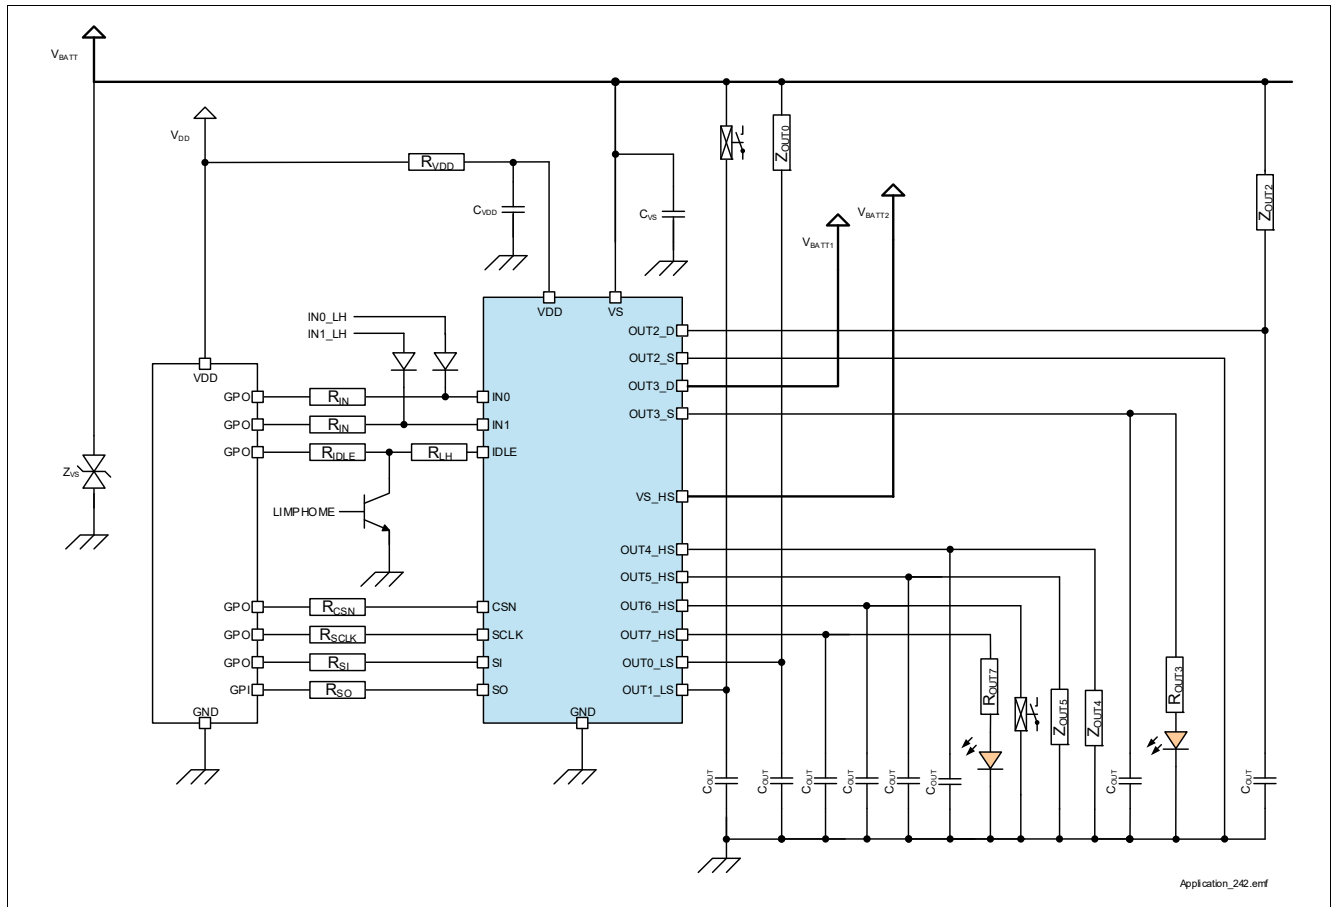 VBATT
VDD
RVDD
CVDD
CVS
ZOUT0
ZOUT2
VBATT2
VBATT1
VDD
VS
IN0_LH
IN1_LH
OUT2_D
OUT2_S
OUT3_D
OUT3_S
VS_HS
OUT4_HS
OUT5_HS
OUT6_HS
OUT7_HS
OUT0_LS
OUT1_LS
VDD
GPO
RIN
IN0
GPO
RIN
IN1
GPO
RIDLE
RLH
IDLE
ZVS
LIMPHOME
GPO
RCSN
CSN
GPO
RSCLK
SCLK
GPO
RSI
SI
GPI
RSO
SO
GND
GND
ROUT7
ZOUT5
ZOUT4
ROUT3
COUT
COUT
COUT
COUT
COUT
COUT
COUT
COUT
Application_242.emf